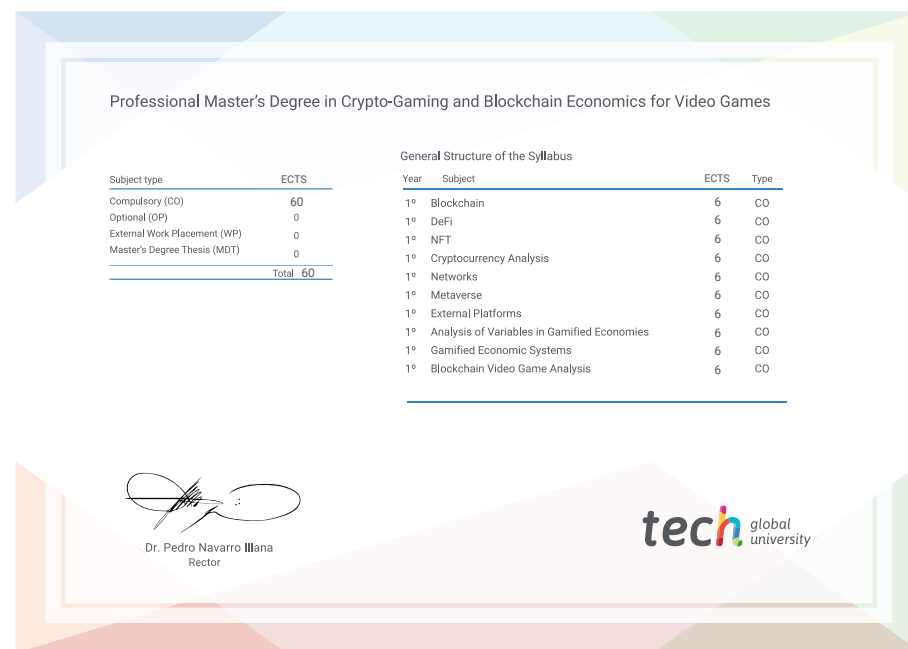 Professional Master's Degree in Crypto-Gaming and Blockchain Economics for Video Games
General Structure of the Syllabus
Subject type ECTS
Compulsory (CO) 60
Optional (OP) 0
External Work Placement (WP) 0
Master's Degree Thesis (MDT) 0
Total 60
Year Subject ECTS Type
1º Blockchain 6 CO
1º DeFi 6 CO
1º NFT 6 CO
1º Cryptocurrency Analysis 6 CO
1º Networks 6 CO
1º Metaverse 6 CO
1º External Platforms 6 CO
1º Analysis of Variables in Gamified Economies 6 CO
1º Gamified Economic Systems 6 CO
1º Blockchain Video Game Analysis 6 CO
Dr. Pedro Navarro Illana
Rector
tech global
university